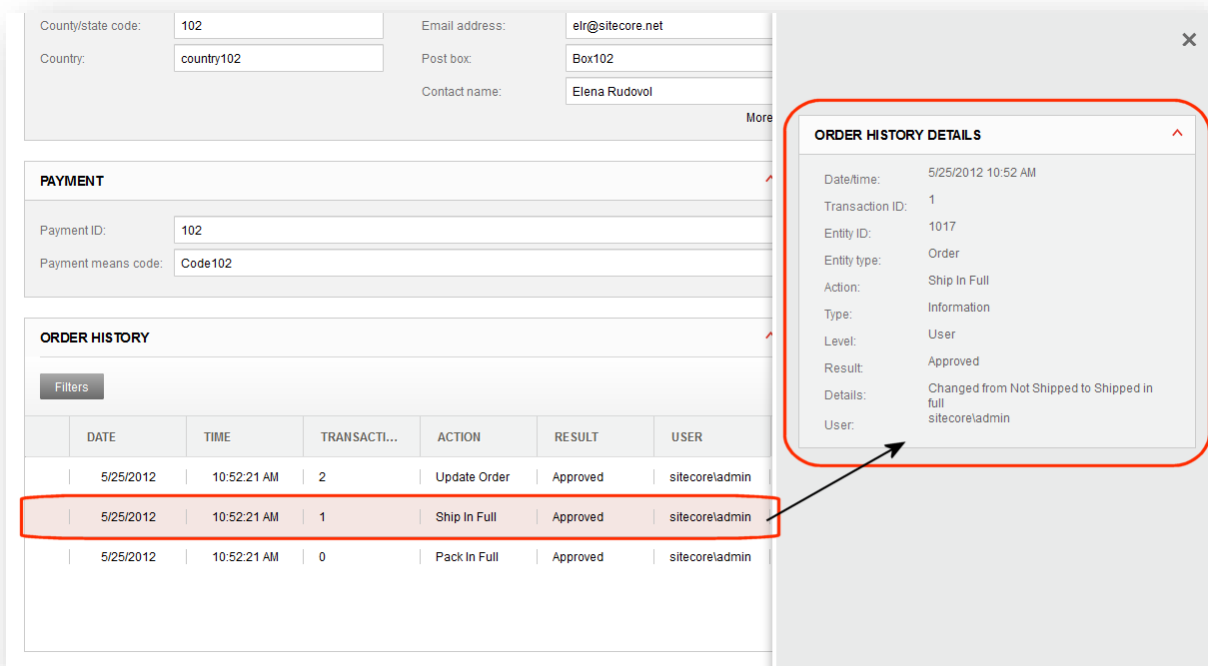 County/state code: 102 Email address: elr@sitecore.net
Country: country102 Post box: Box102
Contact name: Elena Rudovol
More
PAYMENT
Payment ID: 102
Payment means code: Code102
ORDER HISTORY
Filters
DATE TIME TRANSACTI... ACTION RESULT USER
5/25/2012 10:52:21 AM 2 Update Order Approved sitecore\admin
5/25/2012 10:52:21 AM 1 Ship In Full Approved sitecore\admin
5/25/2012 10:52:21 AM 0 Pack In Full Approved sitecore\admin
ORDER HISTORY DETAILS
Date/time: 5/25/2012 10:52 AM
Transaction ID: 1
Entity ID: 1017
Entity type: Order
Action: Ship In Full
Type: Information
Level: User
Result: Approved
Details: Changed from Not Shipped to Shipped in
full
User: sitecore\admin